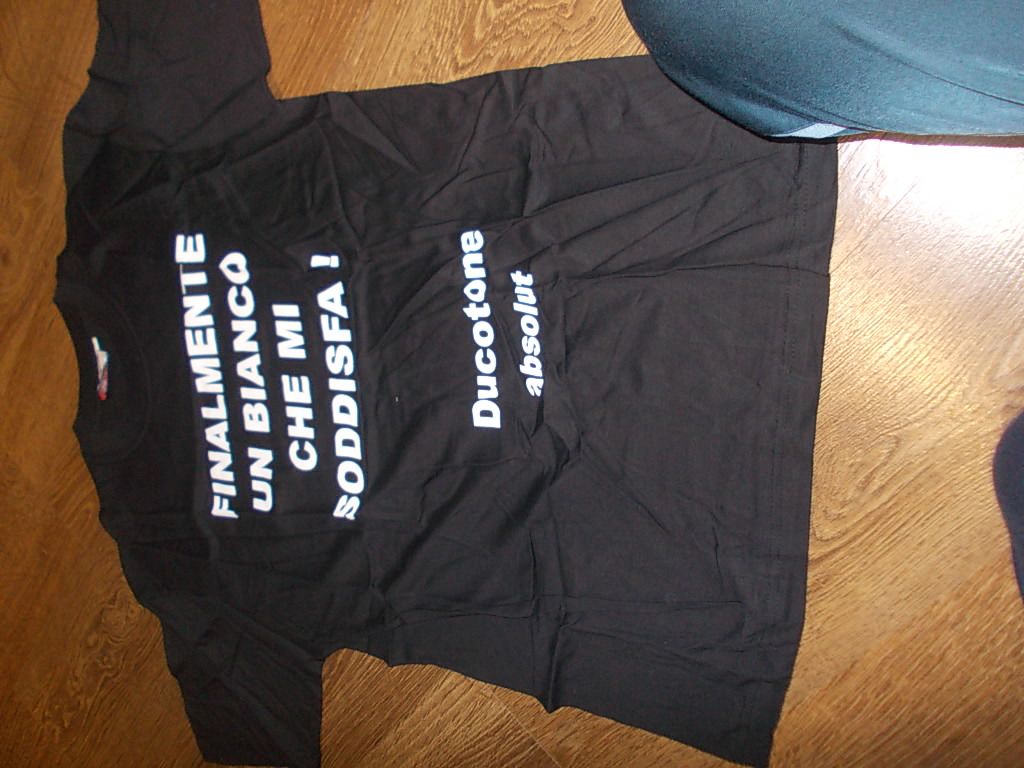 FINALMENTE
UN BIANCO
CHE MI
SODDISFA !
Ducotone
absolut